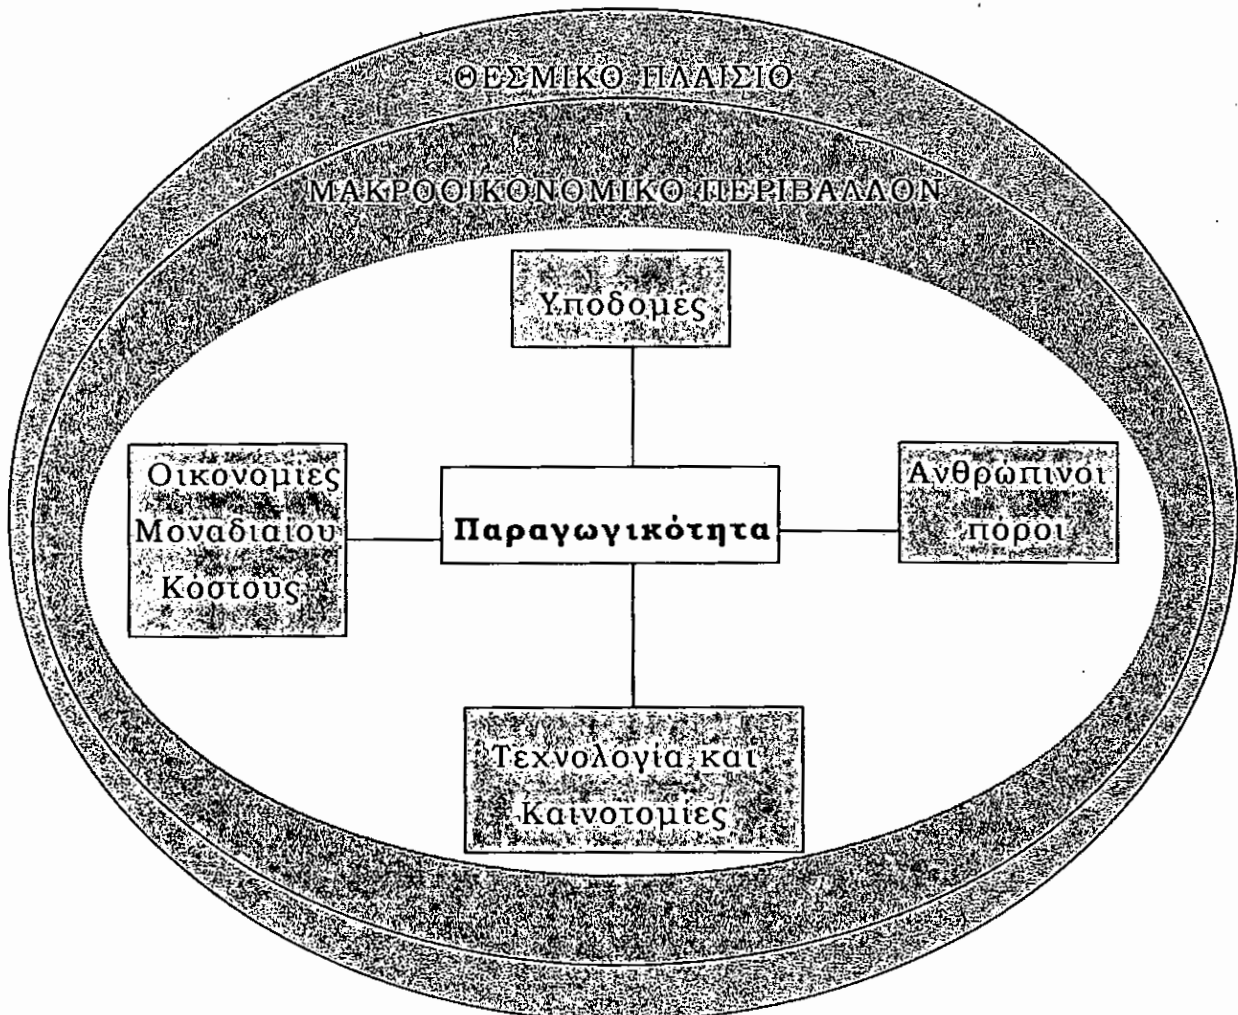 ΘΕΣΜΙΚΟ ΠΛΑΙΣΙΟ
ΜΑΚΡΟΟΙΚΟΝΟΜΙΚΟ ΠΕΡΙΒΑΛΛΟΝ
Υποδομές
Οικονομίες
Μοναδιαίου
Κόστους
Παραγωγικότητα
Ανθρώπινοι
πόροι
Τεχνολογία και
Καινοτομίες